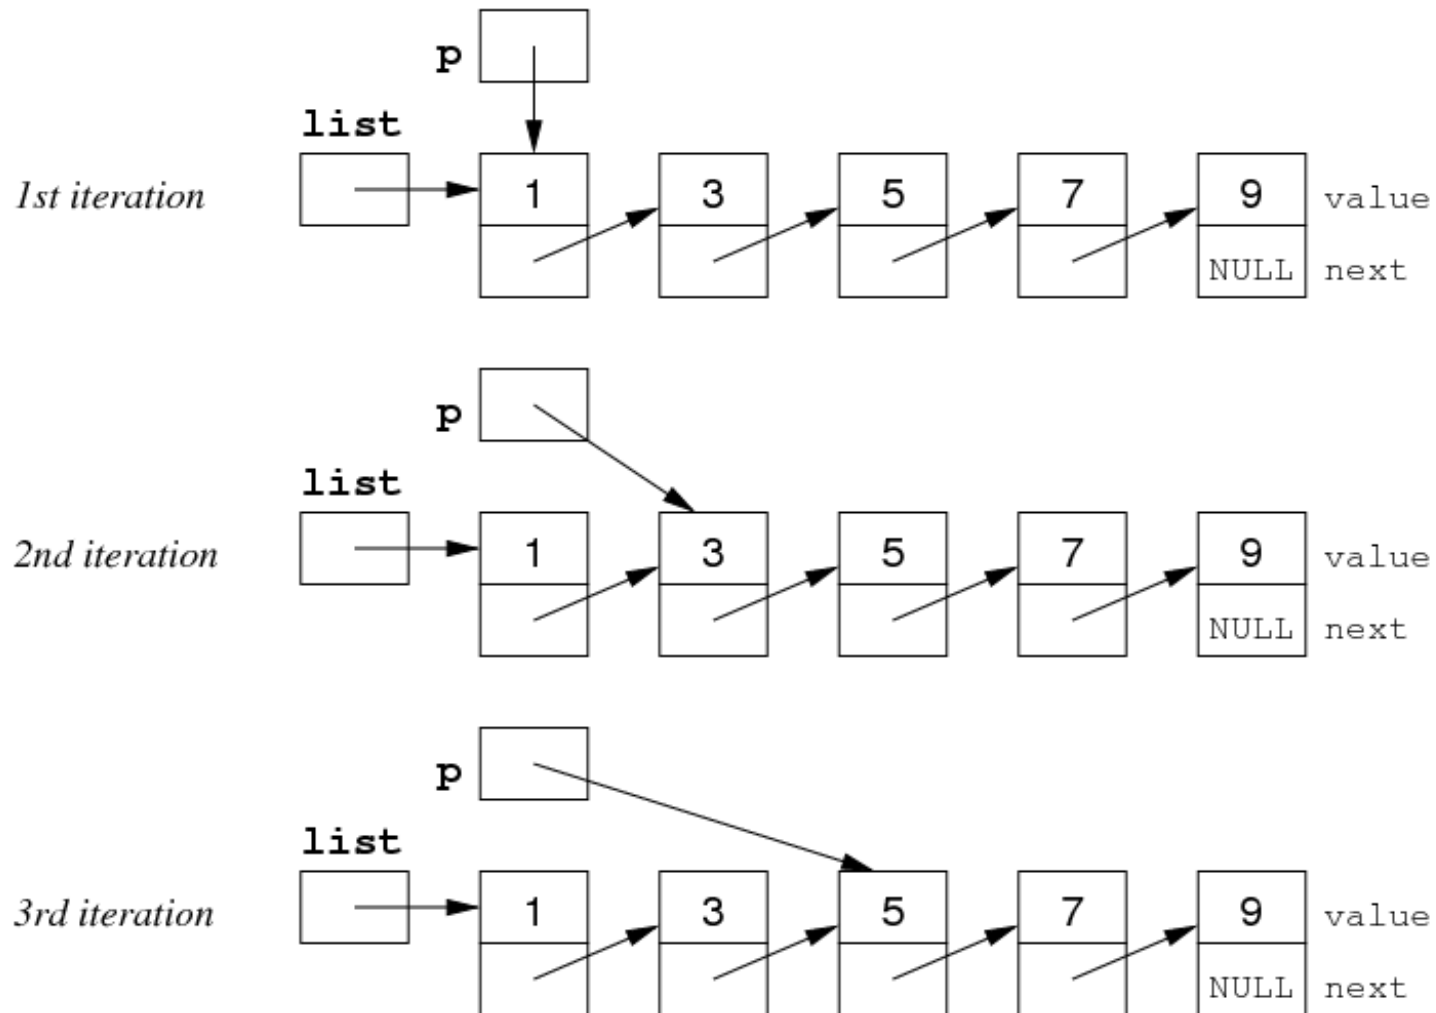 p
list
1st iteration 1 3 5 7 9 value
NULL next
p
list
2nd iteration 1 3 5 7 9 value
NULL next
p
list
3rd iteration 1 3 5 7 9 value
NULL next